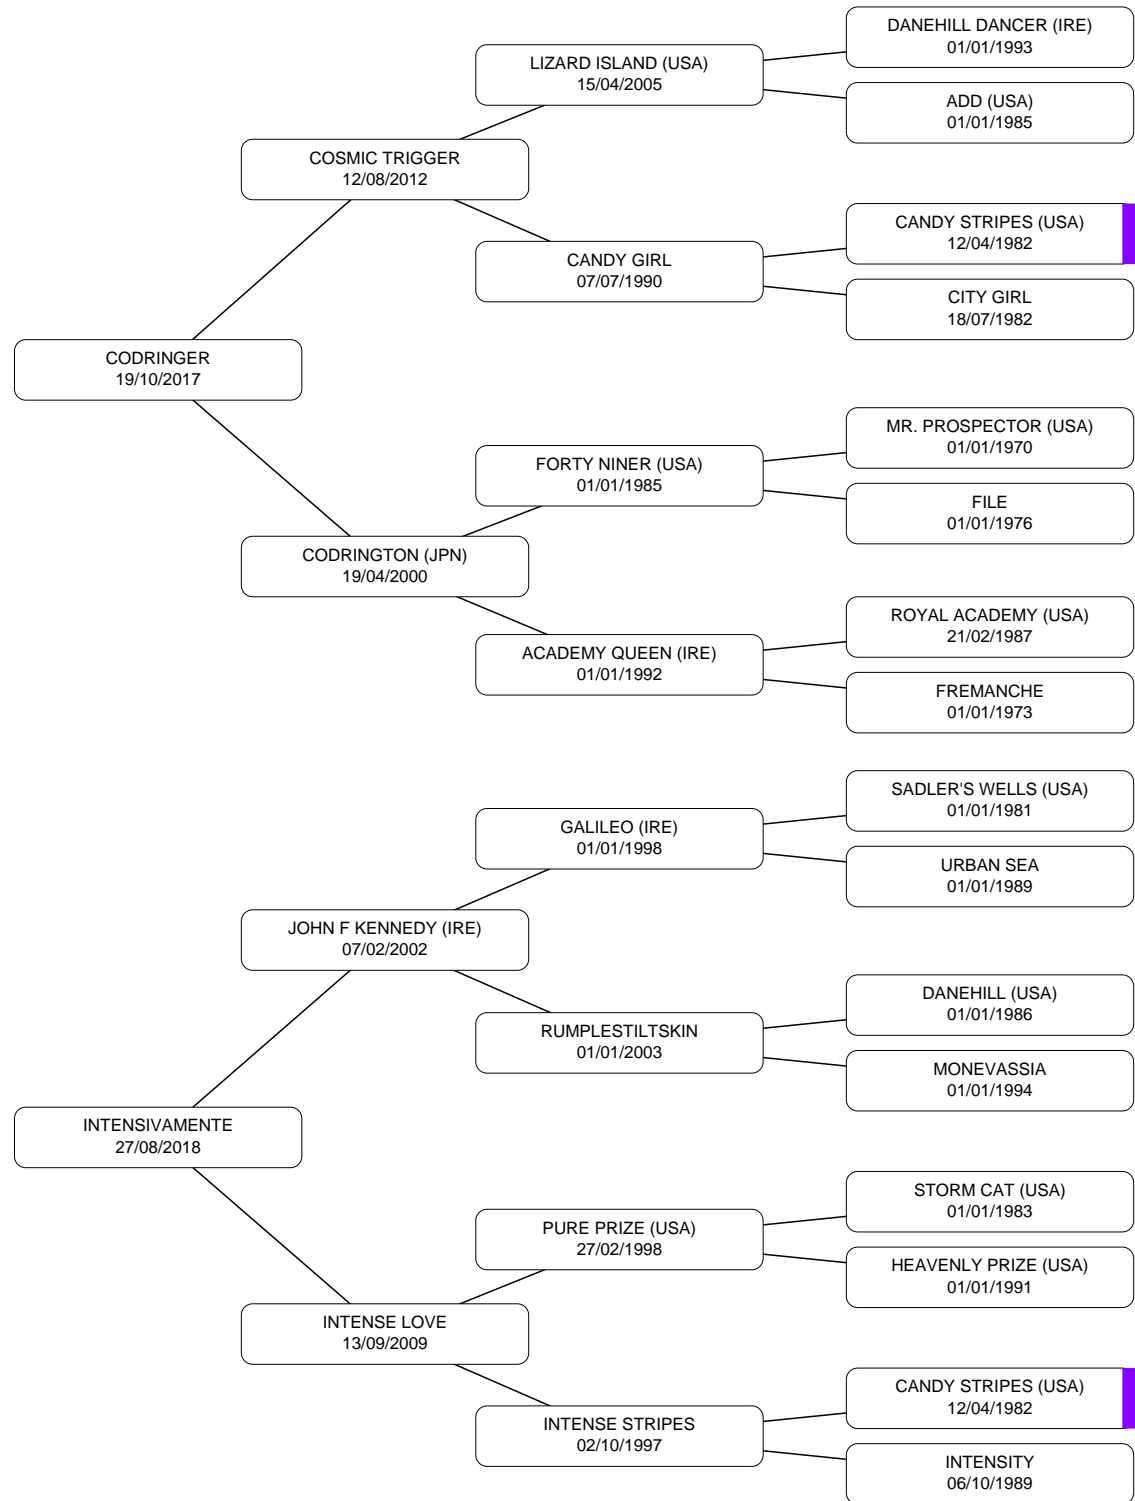 DANEHILL DANCER (IRE)
01/01/1993
LIZARD ISLAND (USA)
15/04/2005
ADD (USA)
01/01/1985
COSMIC TRIGGER
12/08/2012
CANDY STRIPES (USA)
12/04/1982
CANDY GIRL
07/07/1990
CITY GIRL
18/07/1982
CODRINGER
19/10/2017
MR. PROSPECTOR (USA)
01/01/1970
FORTY NINER (USA)
01/01/1985
FILE
01/01/1976
CODRINGTON (JPN)
19/04/2000
ROYAL ACADEMY (USA)
21/02/1987
ACADEMY QUEEN (IRE)
01/01/1992
FREMANCHE
01/01/1973
SADLER'S WELLS (USA)
01/01/1981
GALILEO (IRE)
01/01/1998
URBAN SEA
01/01/1989
JOHN F KENNEDY (IRE)
07/02/2002
DANEHILL (USA)
01/01/1986
RUMPLESTILTSKIN
01/01/2003
MONEVASSIA
01/01/1994
INTENSIVAMENTE
27/08/2018
STORM CAT (USA)
01/01/1983
PURE PRIZE (USA)
27/02/1998
HEAVENLY PRIZE (USA)
01/01/1991
INTENSE LOVE
13/09/2009
CANDY STRIPES (USA)
12/04/1982
INTENSE STRIPES
02/10/1997
INTENSITY
06/10/1989